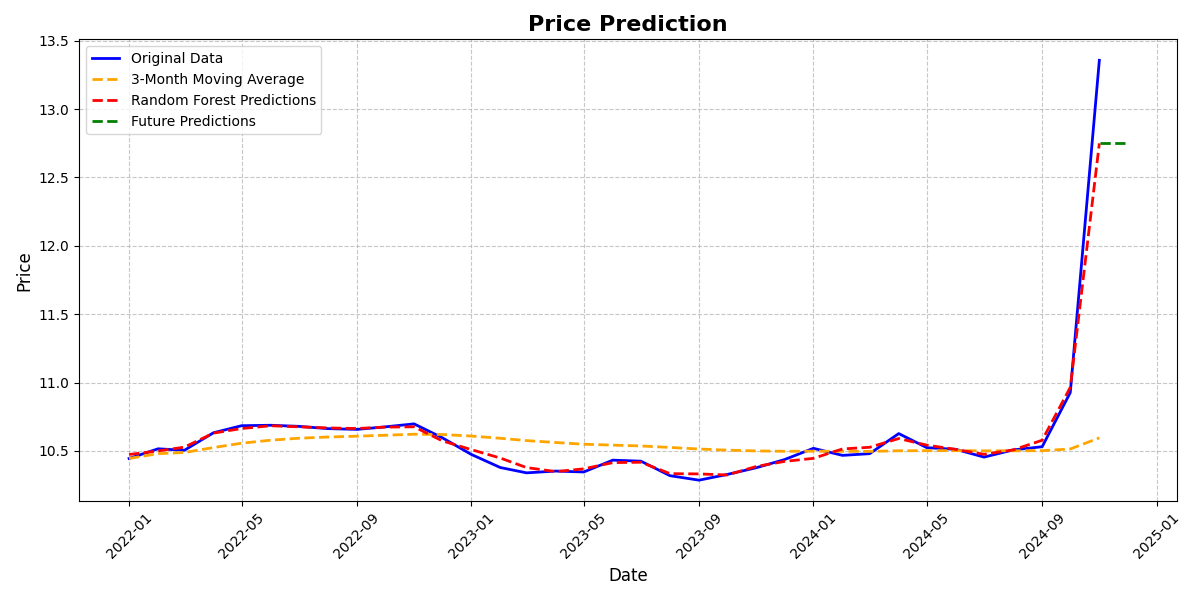 Price Prediction
Original Data
3-Month Moving Average
Random Forest Predictions
Future Predictions
Price
13.5
13.0
12.5
12.0
11.5
11.0
10.5
2022-01
2022-05
2022-09
2023-01
2023-05
2023-09
2024-01
2024-05
2024-09
2025-01
Date